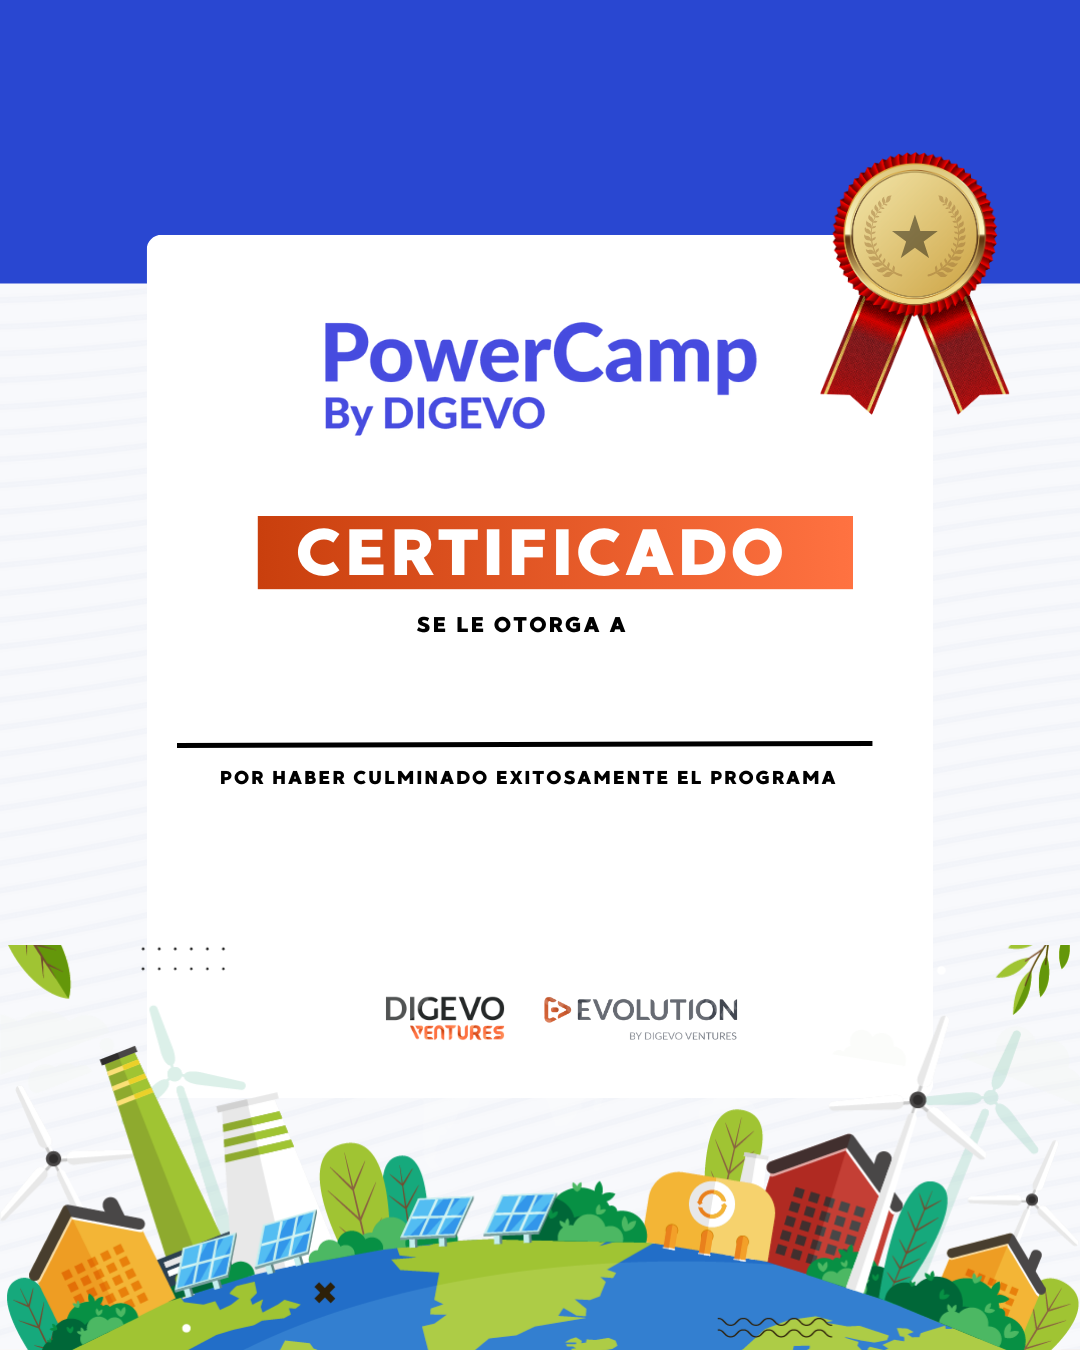 PowerCamp
By DIGEVO
CERTIFICADO
SE LE OTORGA A
POR HABER CULMINADO EXITOSAMENTE EL PROGRAMA
DIGEVO
VENTURES
EVOLUTION
BY DIGEVO VENTURES